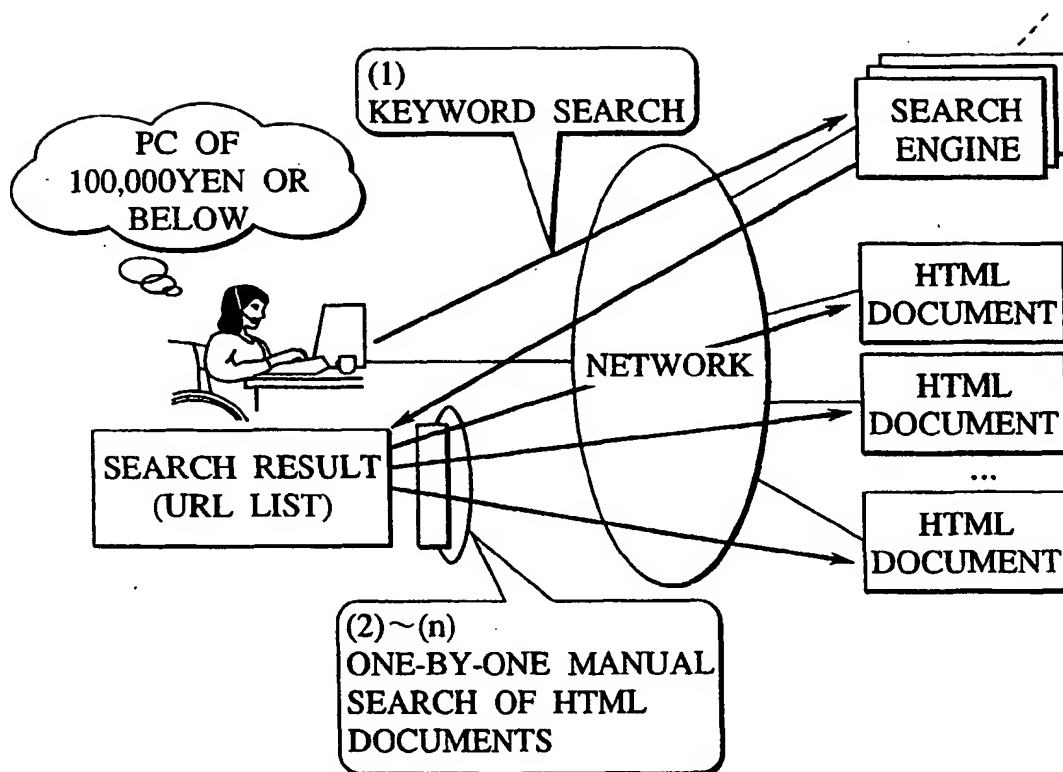 (1)
KEYWORD SEARCH
SEARCH
ENGINE
PC OF
100,000YEN OR
BELOW
HTML
DOCUMENT
NETWORK
HTML
DOCUMENT
SEARCH RESULT
(URL LIST)
...
HTML
DOCUMENT
(2)～(n)
ONE-BY-ONE MANUAL
SEARCH OF HTML
DOCUMENTS